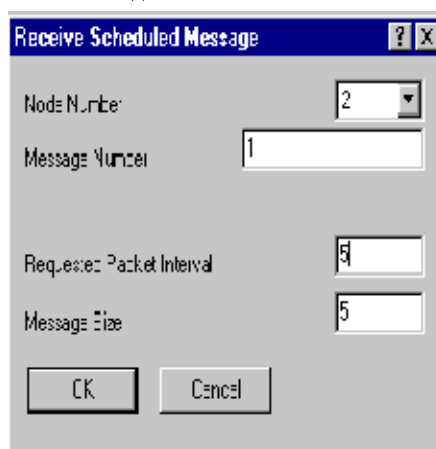 Receive Scheduled Message
Node Number 2
Message Number 1
Requested Packet Interval 5
Message Size 5
OK Cancel